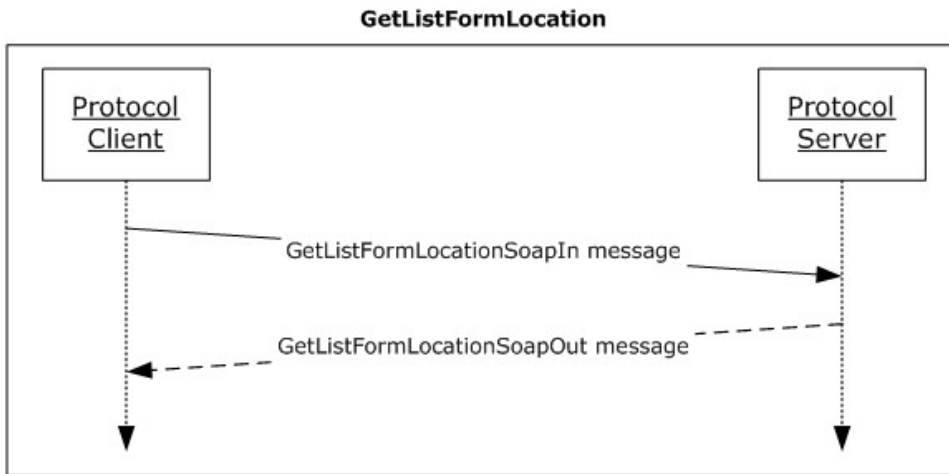 GetListFormLocation
Protocol
Client
Protocol
Server
GetListFormLocationSoapIn message
GetListFormLocationSoapOut message